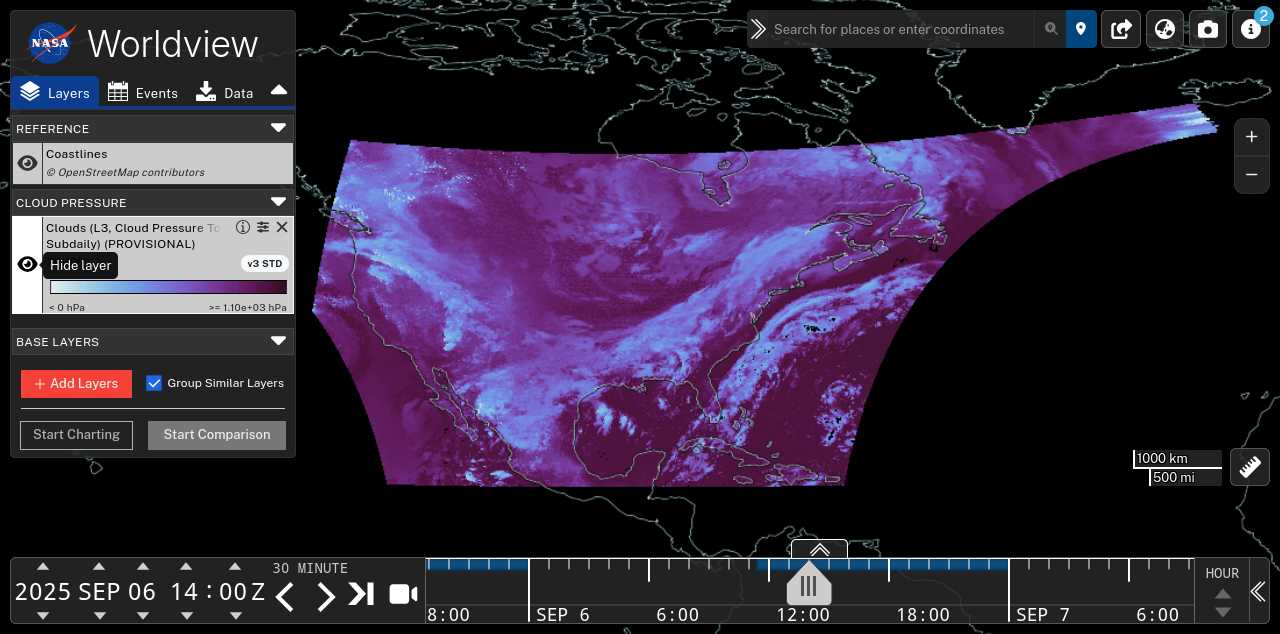 NASA
Worldview
Layers
Events
Data
REFERENCE
Coastlines
© OpenStreetMap contributors
CLOUD PRESSURE
Clouds (L3, Cloud Pressure To
Subdaily) (PROVISIONAL)
Hide layer
v3 STD
< 0 hPa
>= 1.10e+03 hPa
BASE LAYERS
+ Add Layers
Group Similar Layers
Start Charting
Start Comparison
Search for places or enter coordinates
2
+
−
1000 km
500 mi
2025 SEP 06 14 : 00 Z
30 MINUTE
8:00
SEP 6
6:00
12:00
18:00
SEP 7
6:00
HOUR